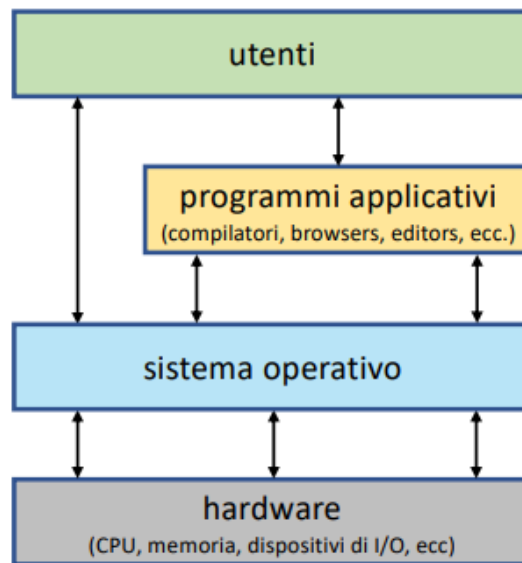 utenti
programmi applicativi
(compilatori, browsers, editors, ecc.)
sistema operativo
hardware
(CPU, memoria, dispositivi di I/O, ecc)